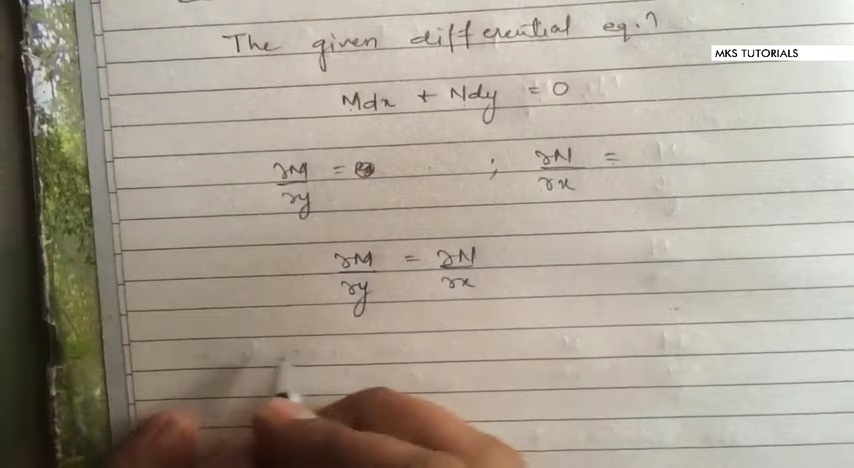 The given differential eq.?
MKS TUTORIALS
Mdx + Ndy = 0
∂M/∂y = ; ∂N/∂x =
∂M/∂y = ∂N/∂x